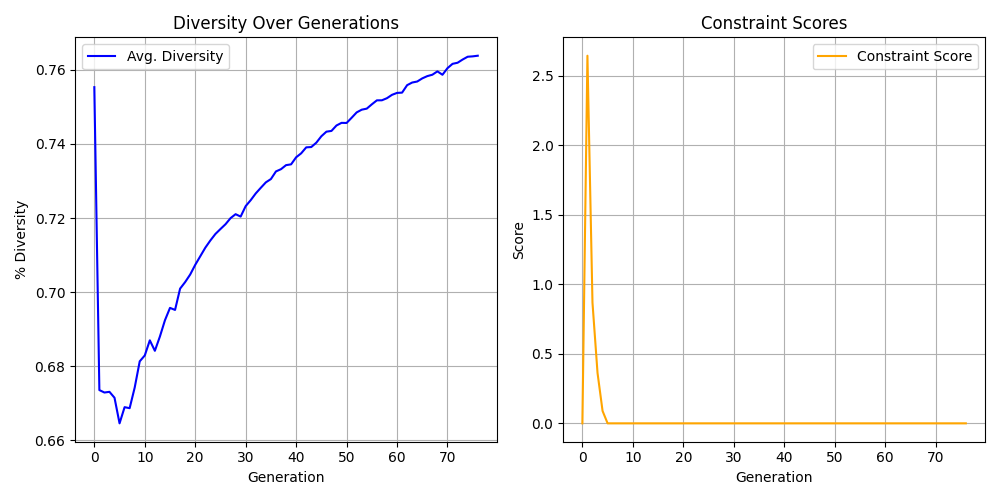 Diversity Over Generations
Avg. Diversity
% Diversity
0.76
0.74
0.72
0.70
0.68
0.66
0 10 20 30 40 50 60 70
Generation
Constraint Scores
Constraint Score
Score
2.5
2.0
1.5
1.0
0.5
0.0
0 10 20 30 40 50 60 70
Generation